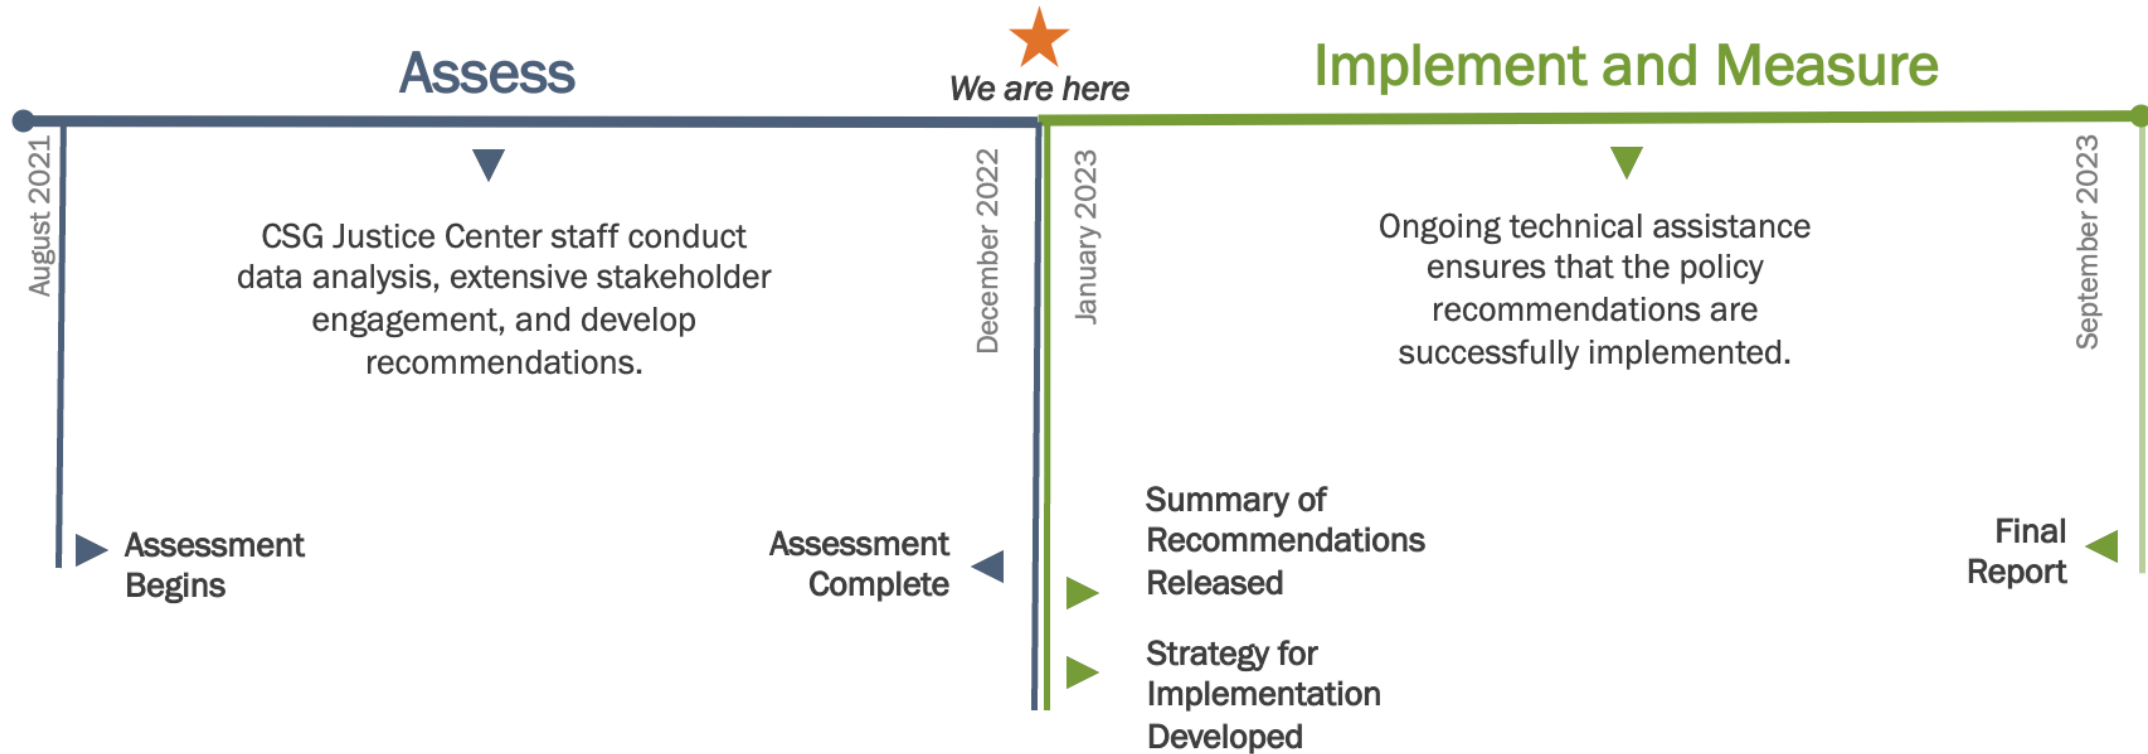 Assess
We are here
Implement and Measure
August 2021
CSG Justice Center staff conduct
data analysis, extensive stakeholder
engagement, and develop
recommendations.
December 2022
January 2023
Ongoing technical assistance
ensures that the policy
recommendations are
successfully implemented.
September 2023
Assessment
Begins
Assessment
Complete
Summary of
Recommendations
Released
Strategy for
Implementation
Developed
Final
Report